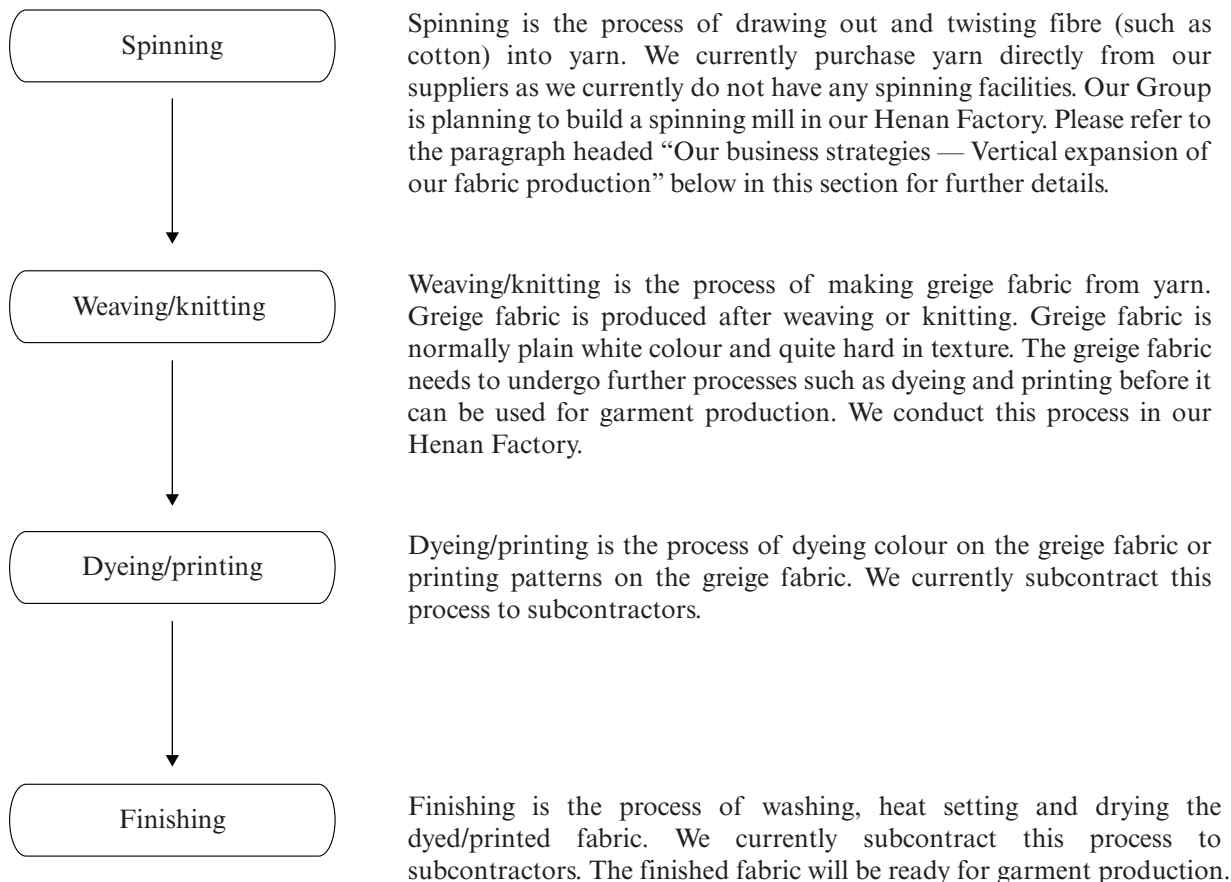 Spinning
Spinning is the process of drawing out and twisting fibre (such as
cotton) into yarn. We currently purchase yarn directly from our
suppliers as we currently do not have any spinning facilities. Our Group
is planning to build a spinning mill in our Henan Factory. Please refer to
the paragraph headed “Our business strategies — Vertical expansion of
our fabric production” below in this section for further details.
Weaving/knitting
Weaving/knitting is the process of making greige fabric from yarn.
Greige fabric is produced after weaving or knitting. Greige fabric is
normally plain white colour and quite hard in texture. The greige fabric
needs to undergo further processes such as dyeing and printing before it
can be used for garment production. We conduct this process in our
Henan Factory.
Dyeing/printing
Dyeing/printing is the process of dyeing colour on the greige fabric or
printing patterns on the greige fabric. We currently subcontract this
process to subcontractors.
Finishing
Finishing is the process of washing, heat setting and drying the
dyed/printed fabric. We currently subcontract this process to
subcontractors. The finished fabric will be ready for garment production.